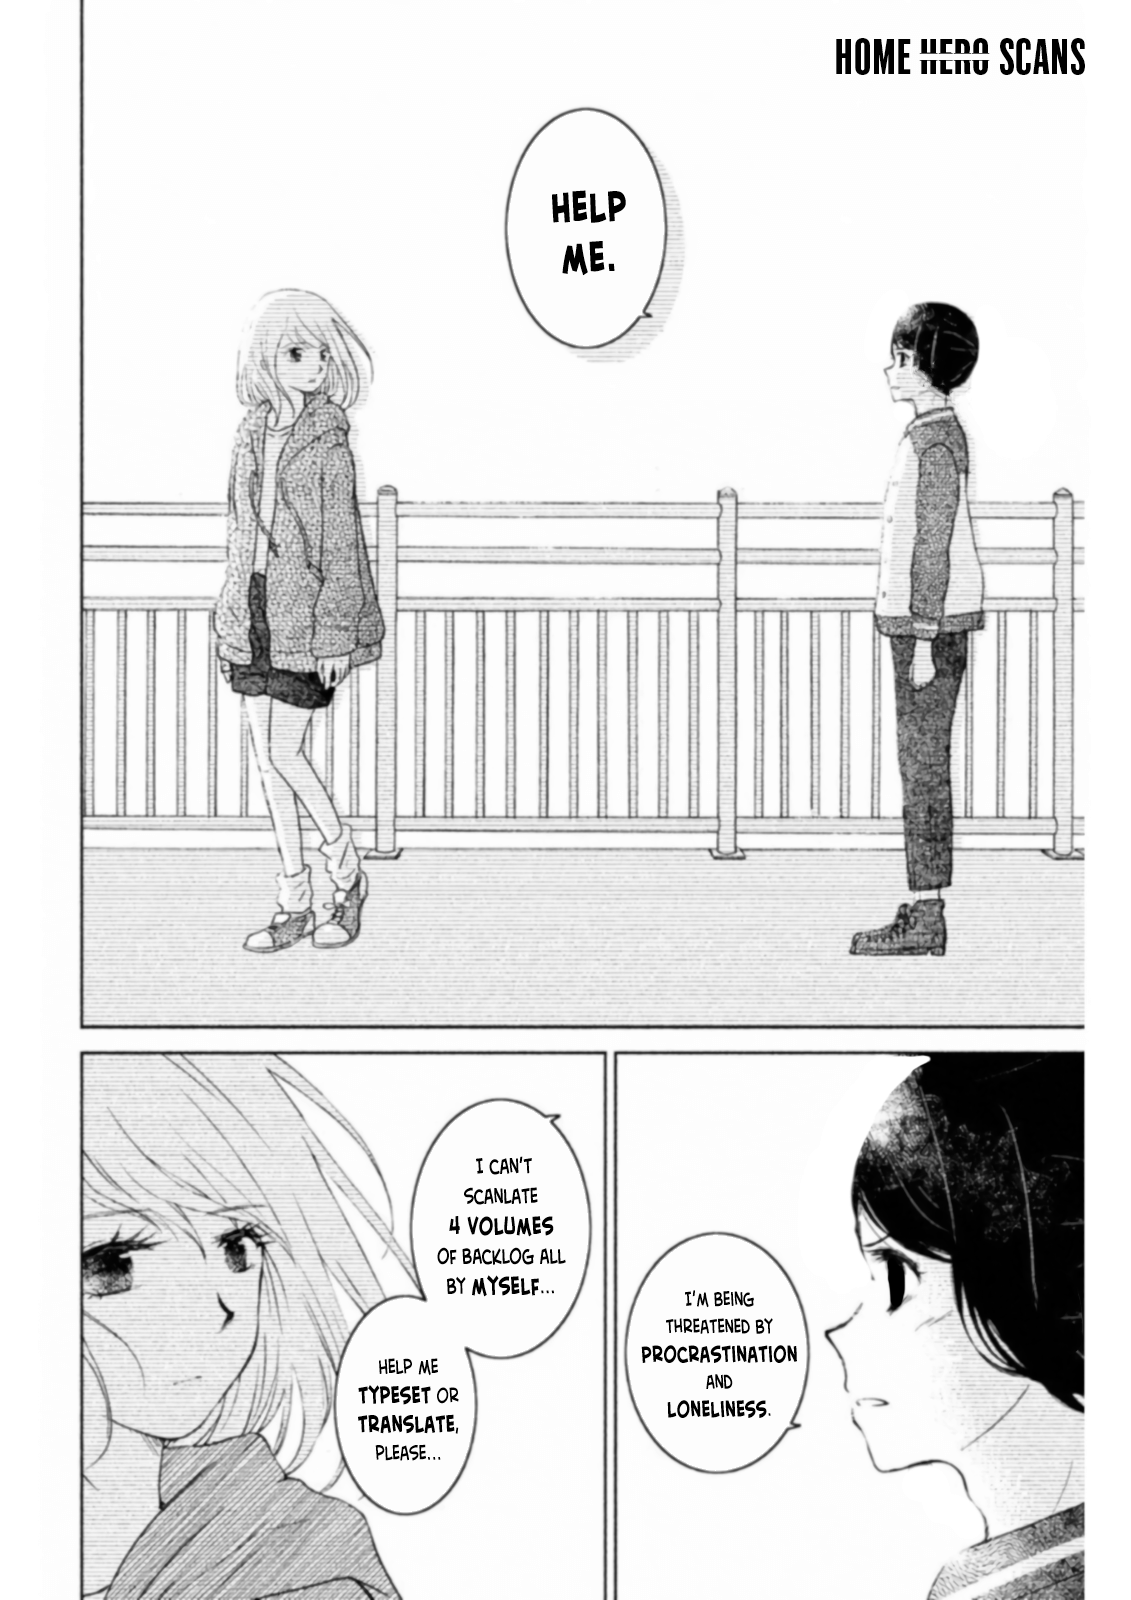 HOME HERO SCANS
HELP
ME.
I'M BEING
THREATENED BY
PROCRASTINATION
AND
LONELINESS.
I CAN'T
SCANLATE
4 VOLUMES
OF BACKLOG ALL
BY MYSELF...
HELP ME
TYPESET OR
TRANSLATE,
PLEASE...